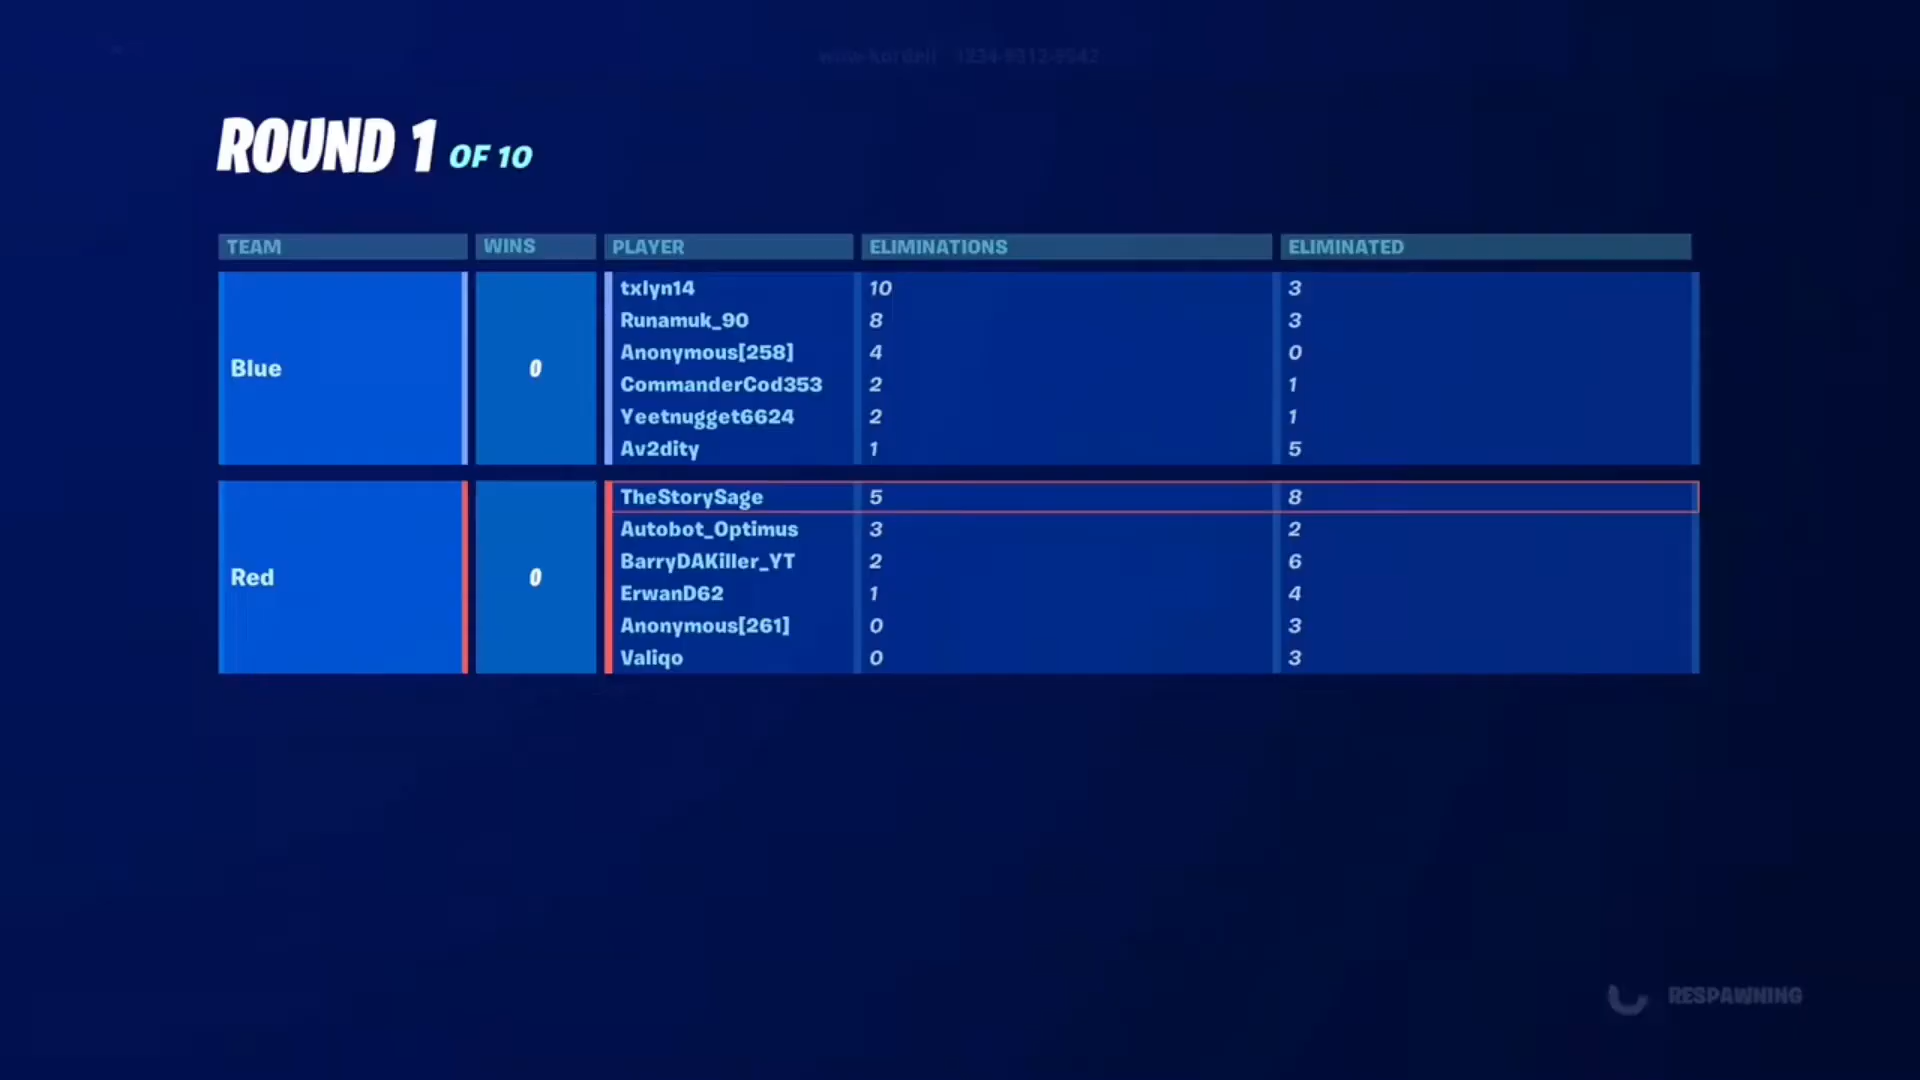 ROUND 1 OF 10
TEAM WINS PLAYER ELIMINATIONS ELIMINATED
Blue 0
txlyn14 10 3
Runamuk_90 8 3
Anonymous[258] 4 0
CommanderCod353 2 1
Yeetnugget6624 2 1
Av2dity 1 5
Red 0
TheStorySage 5 8
Autobot_Optimus 3 2
BarryDAKiller_YT 2 6
ErwanD62 1 4
Anonymous[261] 0 3
Valiqo 0 3
RESPAWNING